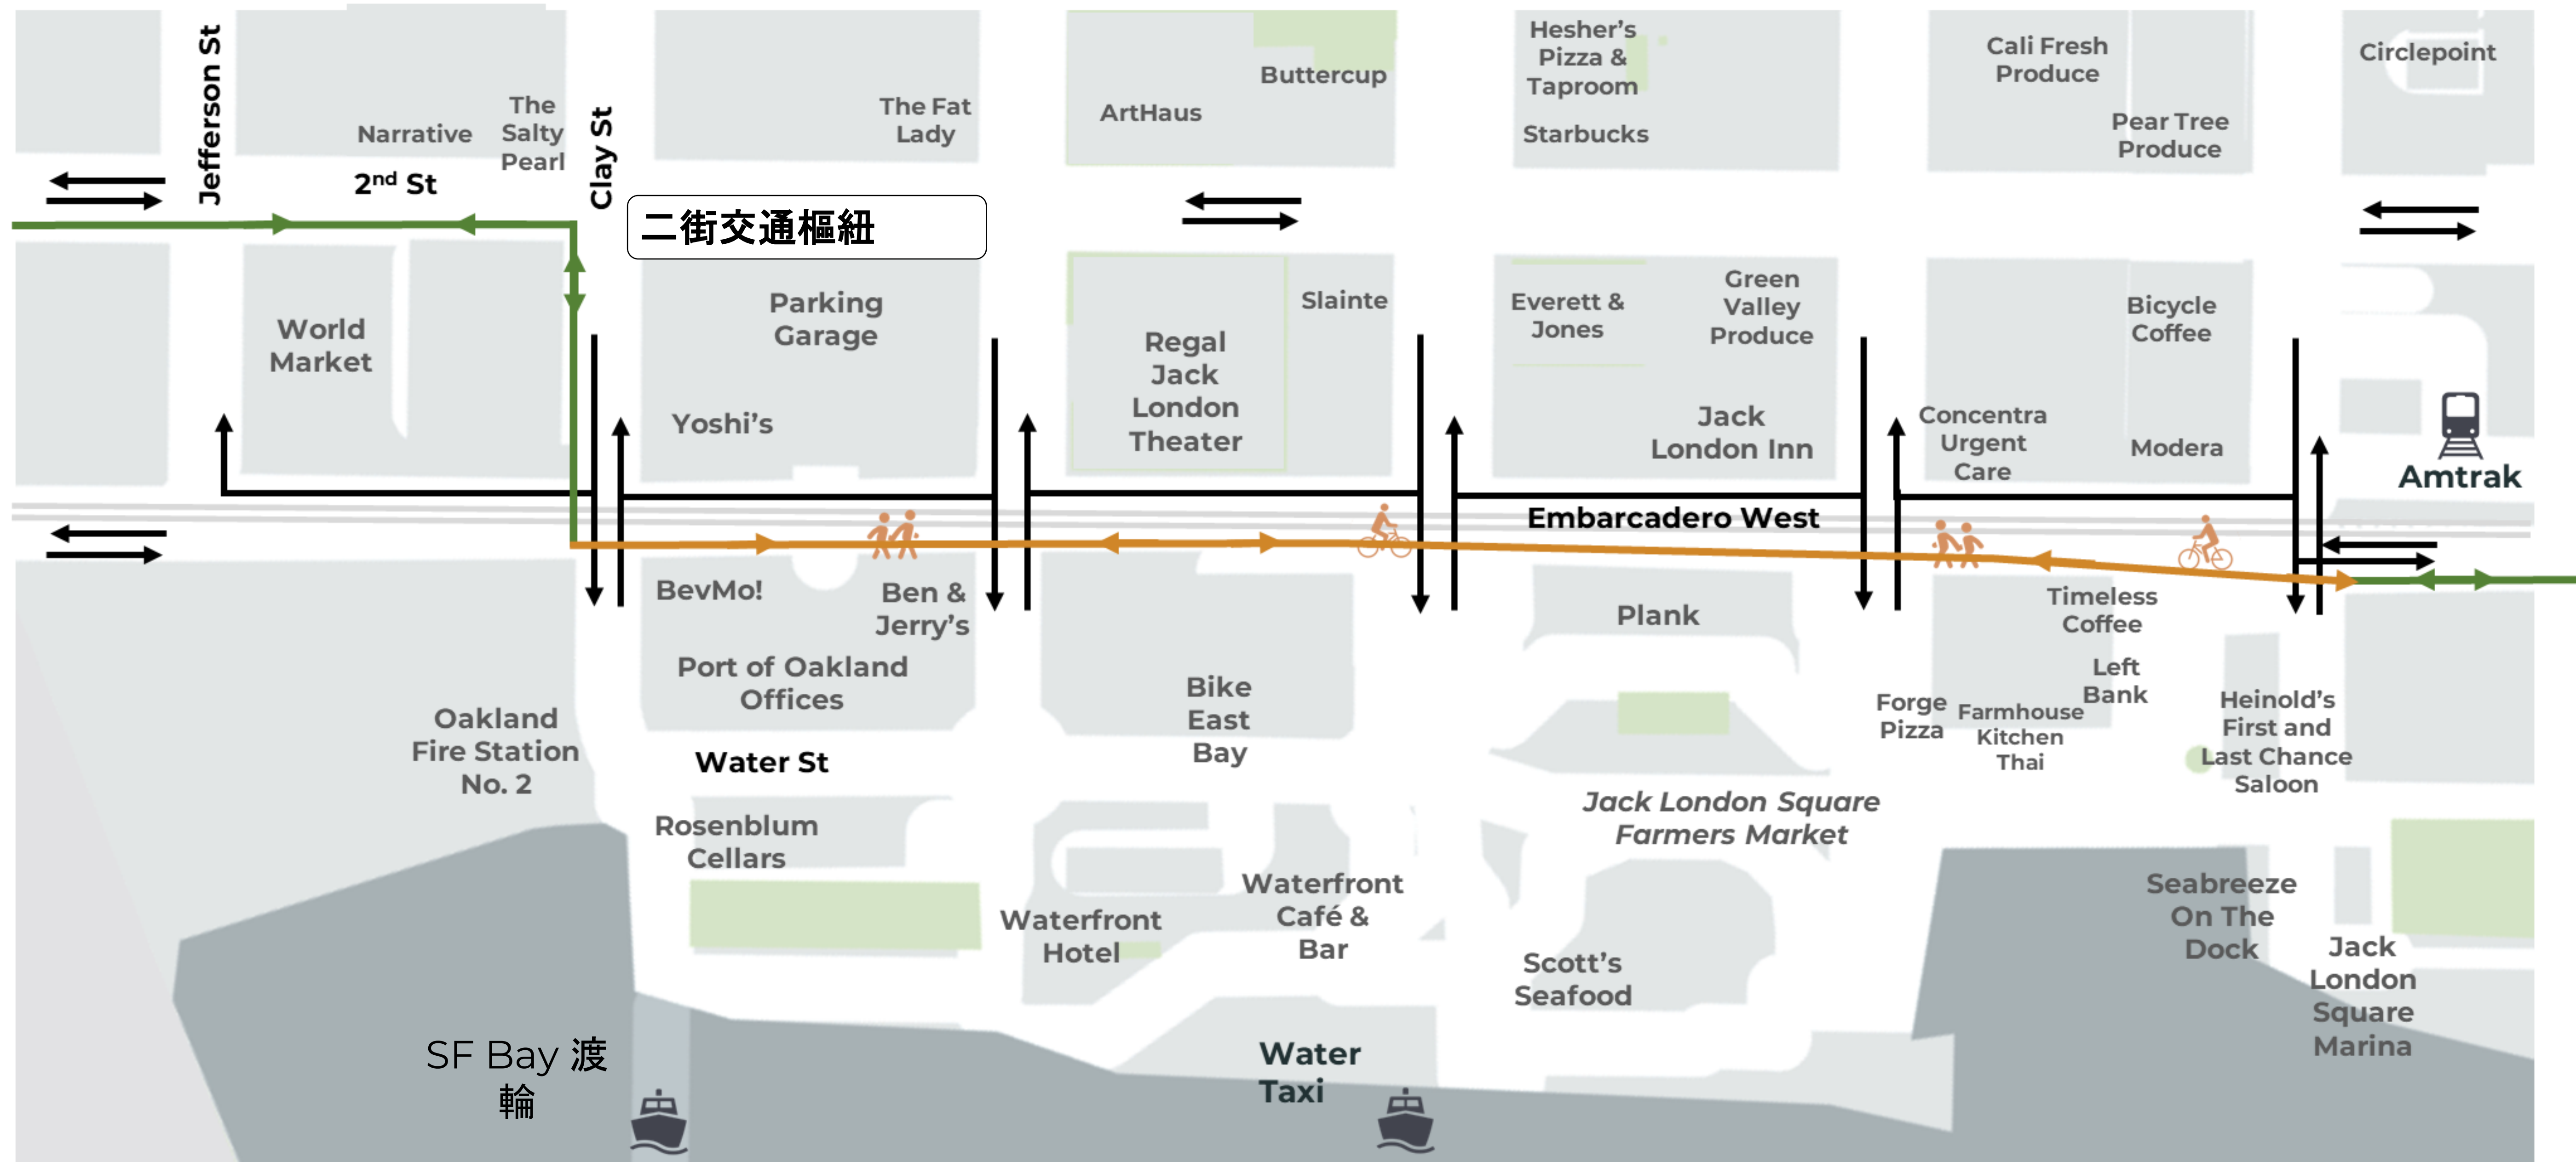 Jefferson St
Narrative
The
Salty
Pearl
2nd St
Clay St
The Fat
Lady
ArtHaus
Buttercup
Hesher’s
Pizza &
Taproom
Starbucks
Cali Fresh
Produce
Pear Tree
Produce
Circlepoint
二街交通樞紐
World
Market
Parking
Garage
Yoshi’s
Regal
Jack
London
Theater
Slainte
Everett &
Jones
Green
Valley
Produce
Jack
London Inn
Bicycle
Coffee
Concentra
Urgent
Care
Modera
Amtrak
Embarcadero West
BevMo!
Ben &
Jerry’s
Port of Oakland
Offices
Oakland
Fire Station
No. 2
Water St
Bike
East
Bay
Plank
Timeless
Coffee
Left
Bank
Forge
Pizza
Farmhouse
Kitchen
Thai
Heinold’s
First and
Last Chance
Saloon
Rosenblum
Cellars
Jack London Square
Farmers Market
Waterfront
Hotel
Waterfront
Café &
Bar
Scott’s
Seafood
Seabreeze
On The
Dock
Jack
London
Square
Marina
SF Bay 渡
輪
Water
Taxi